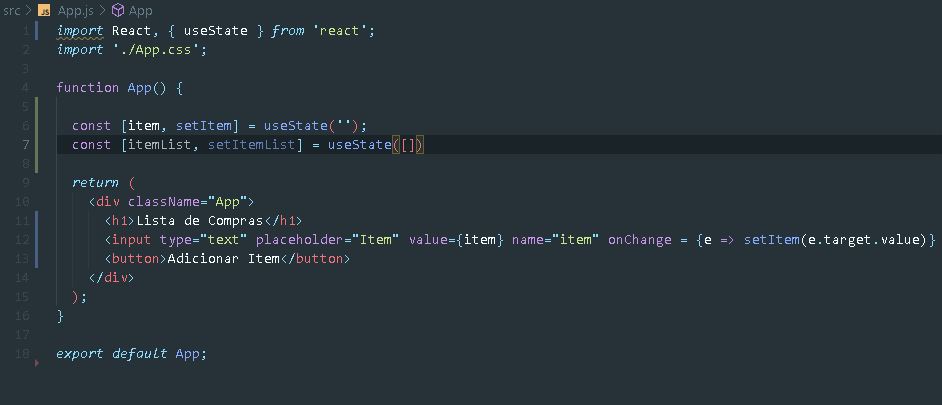 src > JS App.js > App
1 import React, { useState } from 'react';
2 import './App.css';
3
4 function App() {
5
6 const [item, setItem] = useState('');
7 const [itemList, setItemList] = useState([])
8
9 return (
10 <div className="App">
11 <h1>Lista de Compras</h1>
12 <input type="text" placeholder="Item" value={item} name="item" onChange = {e => setItem(e.target.value)}
13 <button>Adicionar Item</button>
14 </div>
15 );
16 }
17
18 export default App;